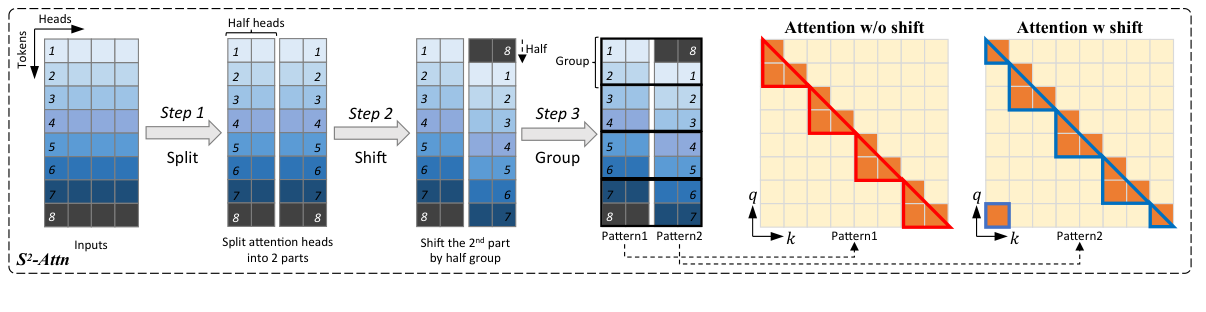 Heads
Tokens
1
2
3
4
5
6
7
8
Inputs
S²-Attn
Step 1
Split
Half heads
1 1
2 2
3 3
4 4
5 5
6 6
7 7
8 8
Split attention heads
into 2 parts
Step 2
Shift
1 8
2 1
3 2
4 3
5 4
6 5
7 6
8 7
Half
Shift the 2nd part
by half group
Step 3
Group
Group
1 8
2 1
3 2
4 3
5 4
6 5
7 6
8 7
Pattern1 Pattern2
Attention w/o shift
q
k
Pattern1
Attention w shift
q
k
Pattern2